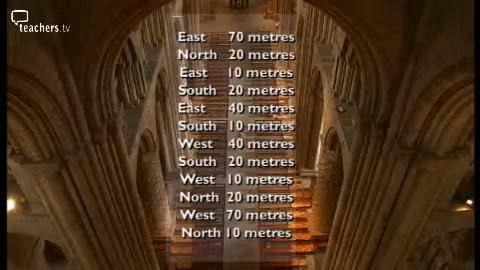 teachers.tv
East 70 metres
North 20 metres
East 10 metres
South 20 metres
East 40 metres
South 10 metres
West 40 metres
South 20 metres
West 10 metres
North 20 metres
West 70 metres
North 10 metres